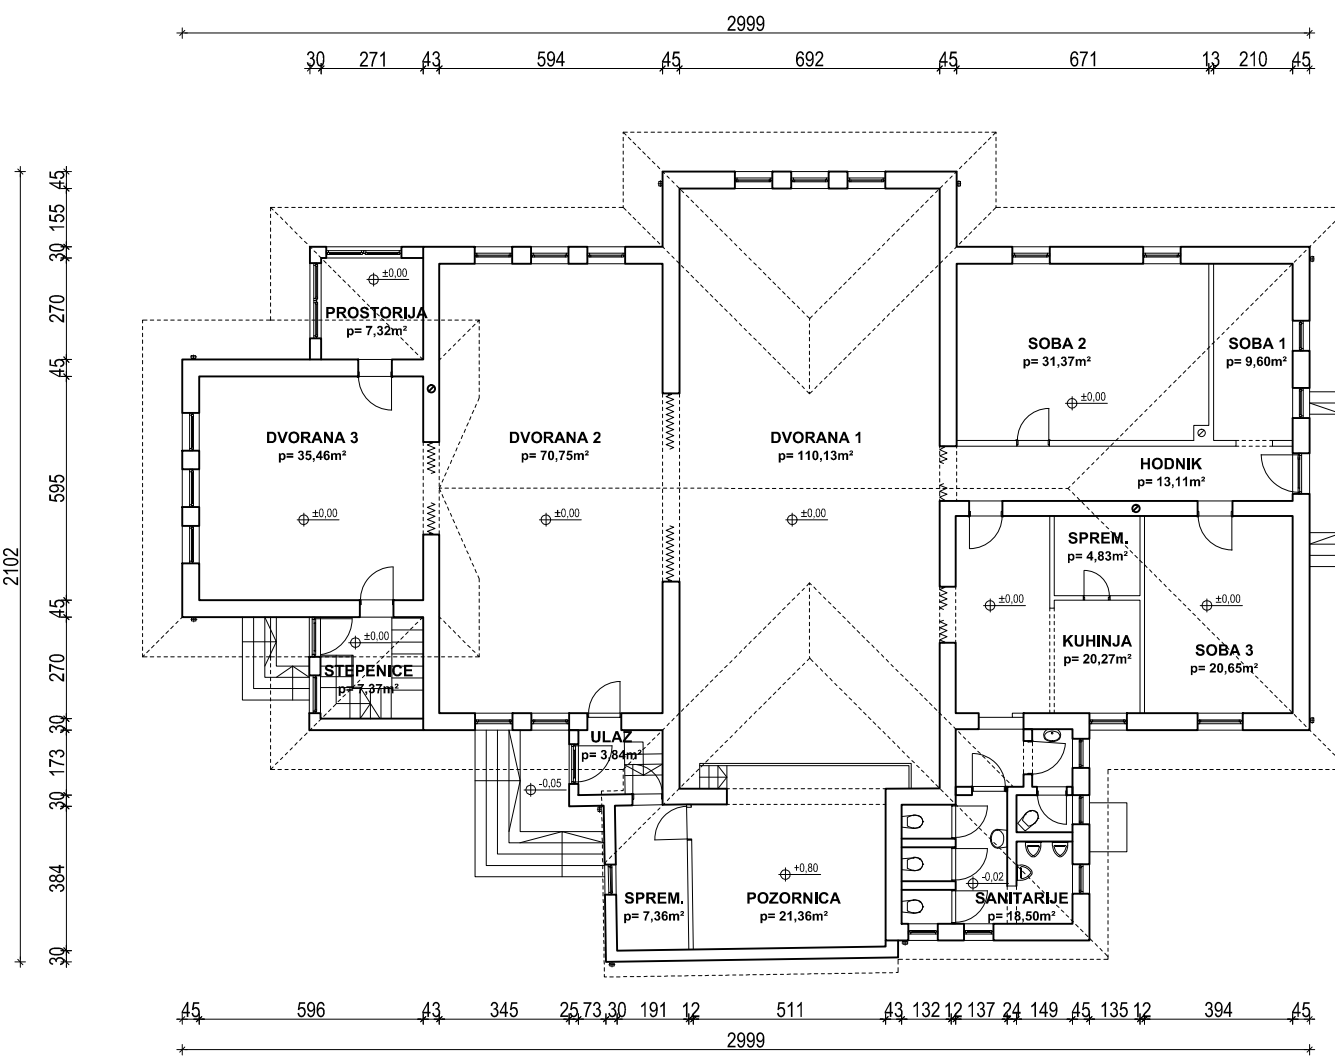 2999
30 271 43 594 45 692 45 671 13 210 45
2102
45 155 30 270 45 595 45 270 30 173 30 384 30
±0,00
PROSTORIJA
p= 7,32m²
DVORANA 3
p= 35,46m²
±0,00
DVORANA 2
p= 70,75m²
±0,00
DVORANA 1
p= 110,13m²
±0,00
SOBA 2
p= 31,37m²
±0,00
SOBA 1
p= 9,60m²
HODNIK
p= 13,11m²
SPREM.
p= 4,83m²
±0,00
KUHINJA
p= 20,27m²
±0,00
SOBA 3
p= 20,65m²
±0,00
STEPENICE
p= 7,37m²
ULAZ
p= 3,84m²
-0,05
SPREM.
p= 7,36m²
+0,80
POZORNICA
p= 21,36m²
-0,02
SANITARIJE
p= 18,50m²
45 596 43 345 25 73 30 191 12 511 43 132 12 137 24 149 45 135 12 394 45
2999